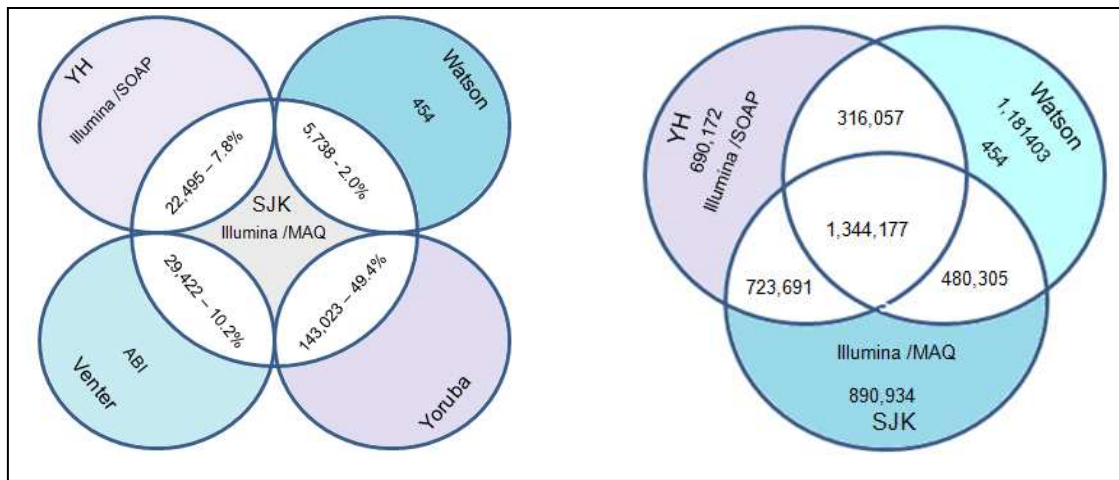 YH
Illumina /SOAP
Watson
454
22,495 – 7.8%
5,738 - 2.0%
SJK
Illumina /MAQ
29,422 – 10.2%
143,023 – 49.4%
ABI
Venter
Yoruba
YH
690,172
Illumina /SOAP
316,057
Watson
1,181403
454
1,344,177
723,691
480,305
Illumina /MAQ
890,934
SJK